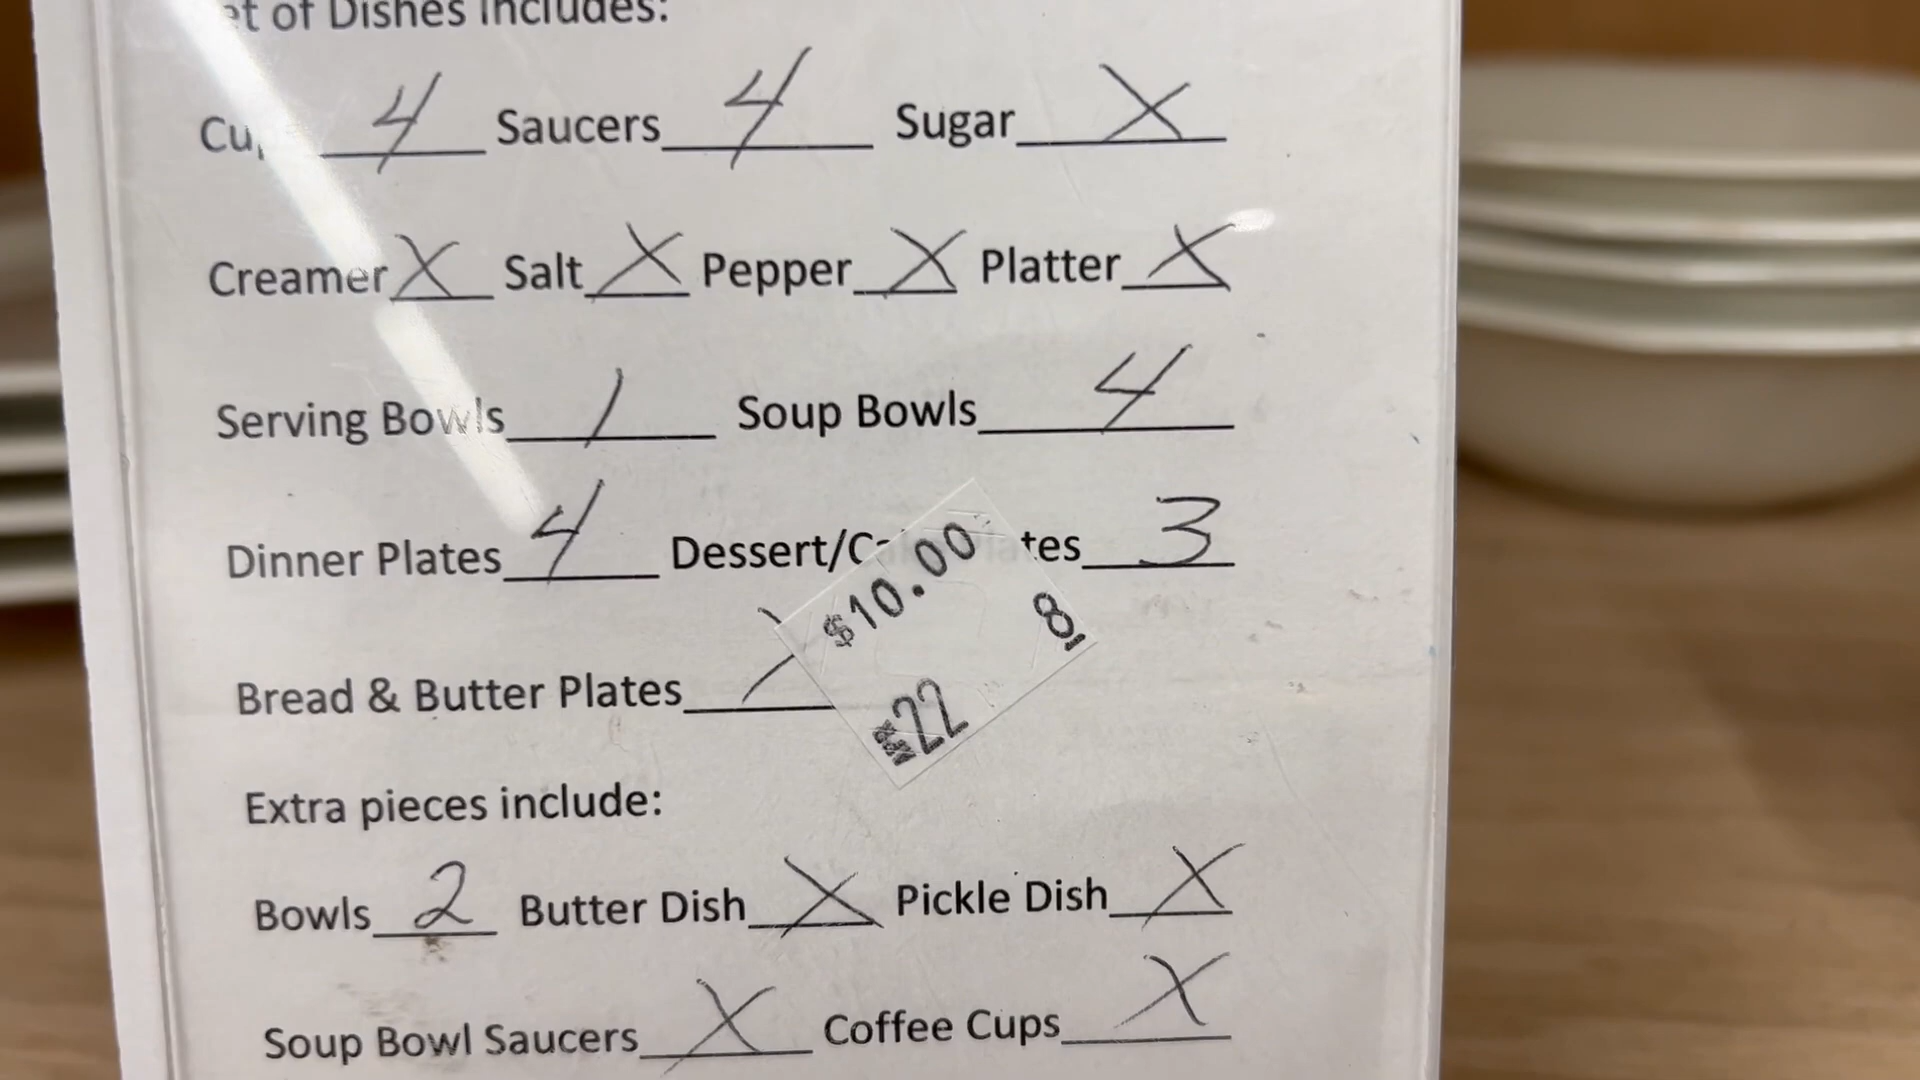 of Dishes includes:
4 Saucers 4 Sugar X
Creamer X Salt X Pepper X Platter X
Serving Bowls 1 Soup Bowls 4
Dinner Plates 4 3
$10.00
8
Bread & Butter Plates
22
Extra pieces include:
Bowls 2 Butter Dish X Pickle Dish X
Soup Bowl Saucers X Coffee Cups X